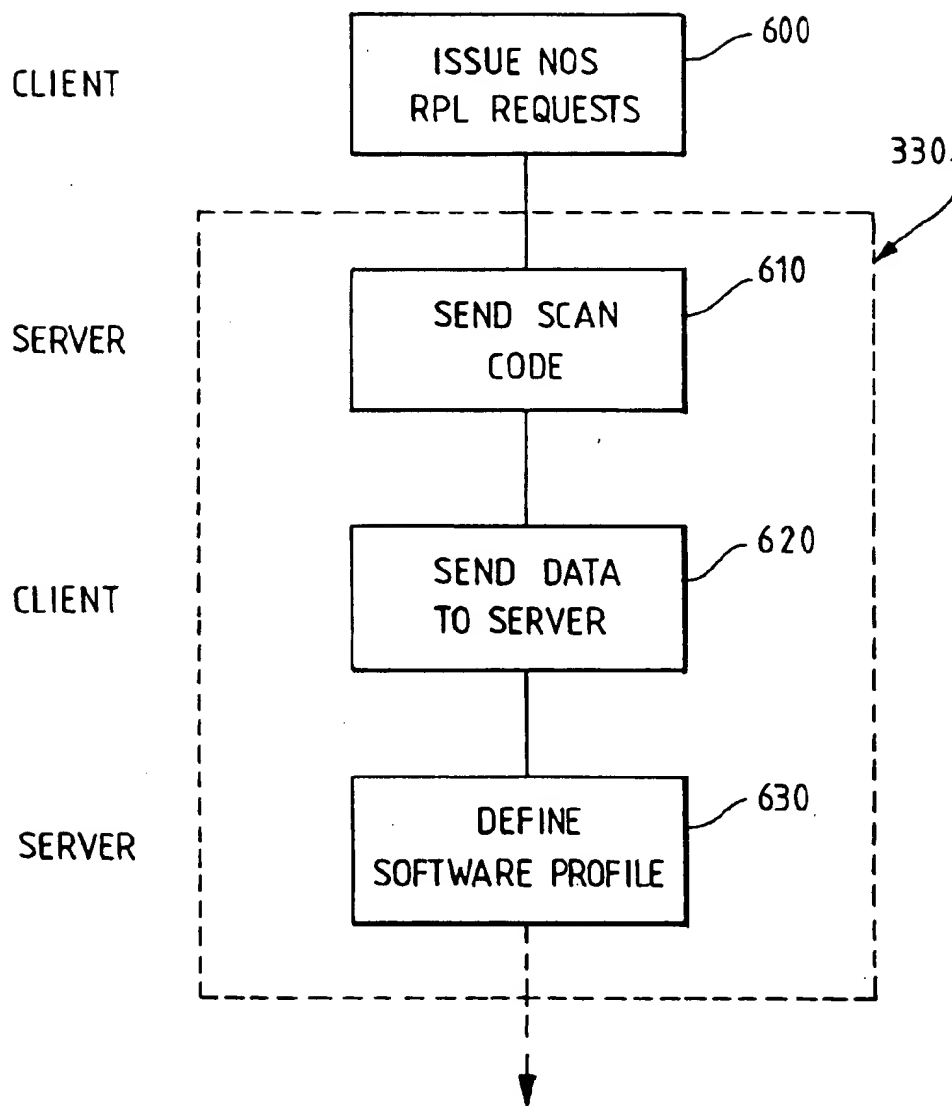 CLIENT
ISSUE NOS
RPL REQUESTS
600
330
SERVER
SEND SCAN
CODE
610
CLIENT
SEND DATA
TO SERVER
620
SERVER
DEFINE
SOFTWARE PROFILE
630